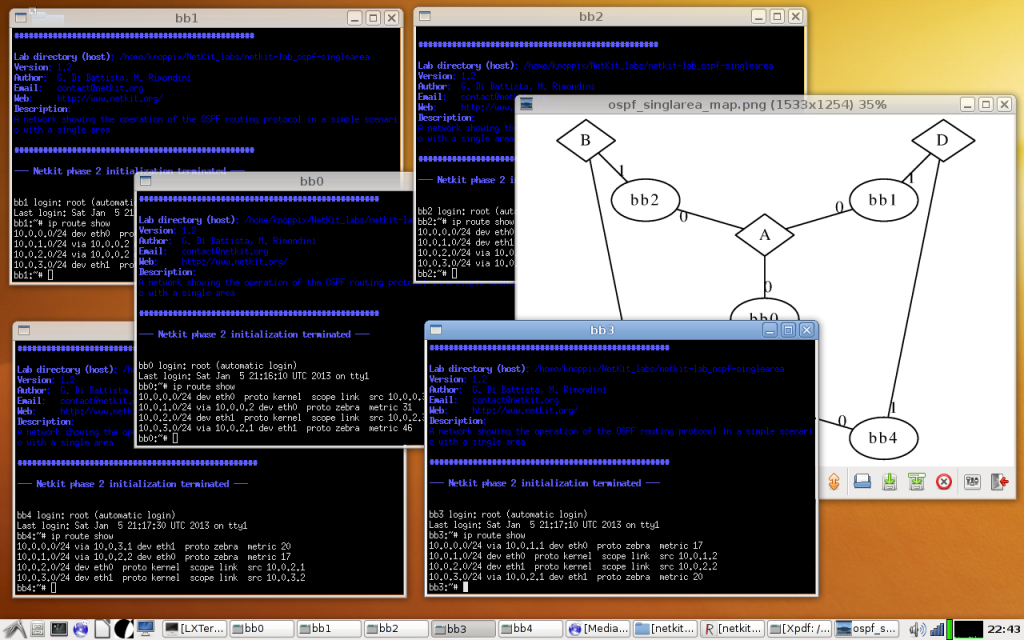 bb1
Lab directory (host): /home/knoppix/NetKit_labs/netkit-lab_ospf-singlearea
Version: 1.2
Author: G. Di Battista, M. Rimondini
Email: contact@netkit.org
Web: http://www.netkit.org/
Description:
A network showing the operation of the OSPF routing protocol in a simple scenari
o with a single area
--- Netkit phase 2 initialization terminated ---
bb1 login: root (automatic
Last login: Sat Jan 5 21
bb1:~# ip route show
10.0.0.0/24 dev eth0 pro
10.0.1.0/24 via 10.0.0.2
10.0.2.0/24 via 10.0.0.2
10.0.3.0/24 dev eth1 pro
bb1:~#
bb2
Lab directory (host): /home/knoppix/NetKit_labs/netkit-lab_ospf-singlearea
Version: 1.2
Author: G. Di Batti
Email: contact@net
Web: http://www.
Description:
A network showing the
o with a single area
--- Netkit phase 2 i
bb2 login: root (auto
Last login: Sat Jan
bb2:~# ip route show
10.0.0.0/24 dev eth0
10.0.1.0/24 dev eth1
10.0.2.0/24 via 10.0.
10.0.3.0/24 via 10.0.
bb2:~#
ospf_singlarea_map.png (1533x1254) 35%
B
D
1
1
bb2
bb1
0
0
A
0
bb0
1
0
bb4
bb0
Lab directory (host): /home/knoppix/NetKit_labs/netkit-la
Version: 1.2
Author: G. Di Battista, M. Rimondini
Email: contact@netkit.org
Web: http://www.netkit.org/
Description:
A network showing the operation of the OSPF routing protoc
o with a single area
--- Netkit phase 2 initialization terminated ---
bb0 login: root (automatic login)
Last login: Sat Jan 5 21:16:10 UTC 2013 on tty1
bb0:~# ip route show
10.0.0.0/24 dev eth0 proto kernel scope link src 10.0.0.
10.0.1.0/24 via 10.0.0.2 dev eth0 proto zebra metric 31
10.0.2.0/24 dev eth1 proto kernel scope link src 10.0.2.
10.0.3.0/24 via 10.0.2.1 dev eth1 proto zebra metric 46
bb0:~#
Lab directory (host): /h
Version: 1.2
Author: G. Di Battista
Email: contact@netkit
Web: http://www.net
Description:
A network showing the op
o with a single area
--- Netkit phase 2 initialization terminated ---
bb4 login: root (automatic login)
Last login: Sat Jan 5 21:17:30 UTC 2013 on tty1
bb4:~# ip route show
10.0.0.0/24 via 10.0.3.1 dev eth1 proto zebra metric 20
10.0.1.0/24 via 10.0.2.2 dev eth0 proto zebra metric 17
10.0.2.0/24 dev eth0 proto kernel scope link src 10.0.2.1
10.0.3.0/24 dev eth1 proto kernel scope link src 10.0.3.2
bb4:~#
bb3
Lab directory (host): /home/knoppix/NetKit_labs/netkit-lab_ospf-singlearea
Version: 1.2
Author: G. Di Battista, M. Rimondini
Email: contact@netkit.org
Web: http://www.netkit.org/
Description:
A network showing the operation of the OSPF routing protocol in a simple scenari
o with a single area
--- Netkit phase 2 initialization terminated ---
bb3 login: root (automatic login)
Last login: Sat Jan 5 21:17:10 UTC 2013 on tty1
bb3:~# ip route show
10.0.0.0/24 via 10.0.1.1 dev eth0 proto zebra metric 17
10.0.1.0/24 dev eth0 proto kernel scope link src 10.0.1.2
10.0.2.0/24 dev eth1 proto kernel scope link src 10.0.2.2
10.0.3.0/24 via 10.0.2.1 dev eth1 proto zebra metric 20
bb3:~#
[LXTer... bb0 bb1 bb2 bb3 bb4 [Media... [netkit... [netkit... [Xpdf: /... ospf_s... 22:43